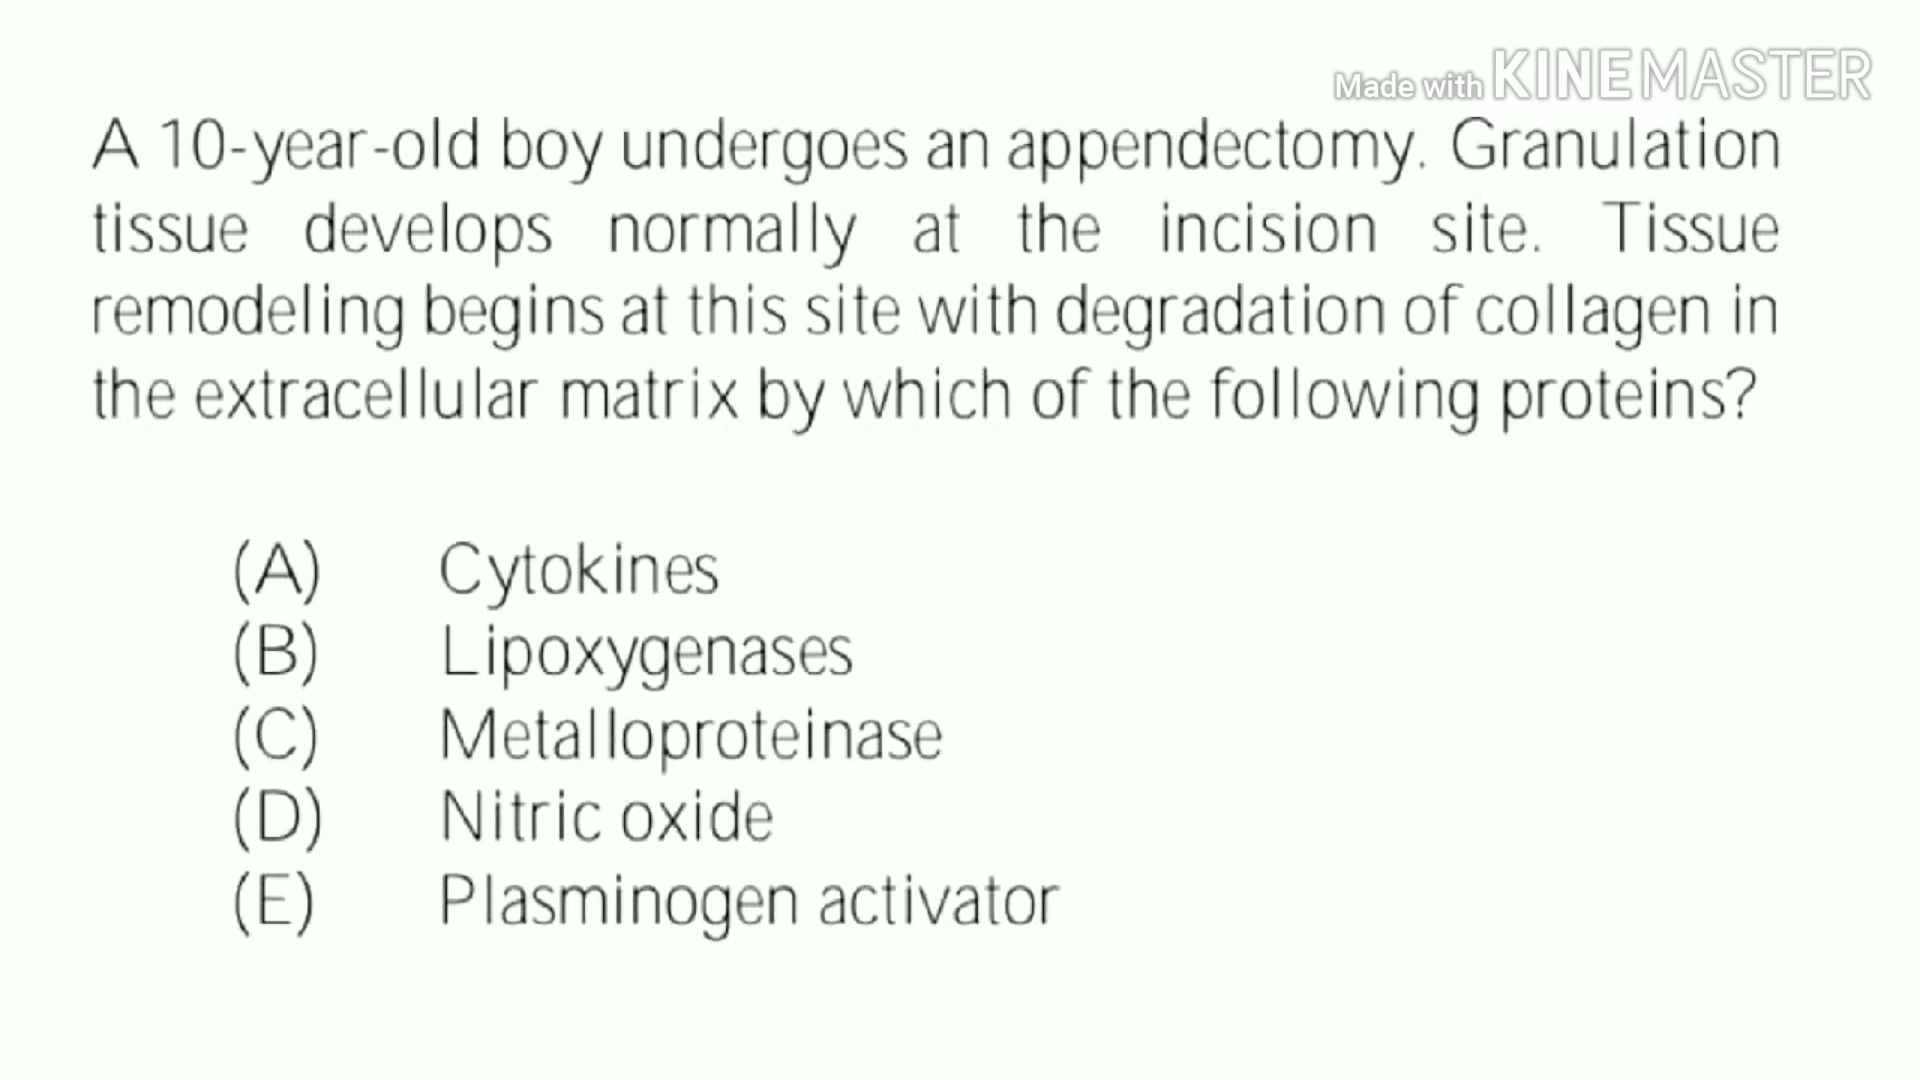 Made with KINEMASTER
A 10-year-old boy undergoes an appendectomy. Granulation
tissue develops normally at the incision site. Tissue
remodeling begins at this site with degradation of collagen in
the extracellular matrix by which of the following proteins?
(A) Cytokines
(B) Lipoxygenases
(C) Metalloproteinase
(D) Nitric oxide
(E) Plasminogen activator